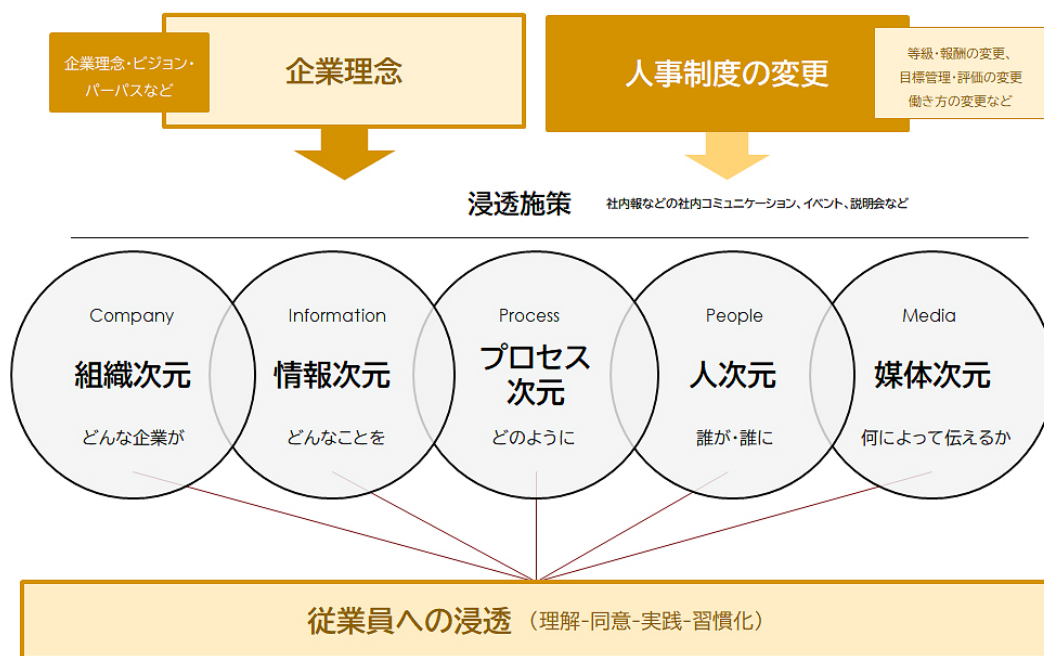 企業理念・ビジョン・
パーパスなど
企業理念
人事制度の変更
等級・報酬の変更、
目標管理・評価の変更
働き方の変更など
浸透施策
社内報などの社内コミュニケーション、イベント、説明会など
Company
組織次元
どんな企業が
Information
情報次元
どんなことを
Process
プロセス
次元
どのように
People
人次元
誰が・誰に
Media
媒体次元
何によって伝えるか
従業員への浸透（理解-同意-実践-習慣化）